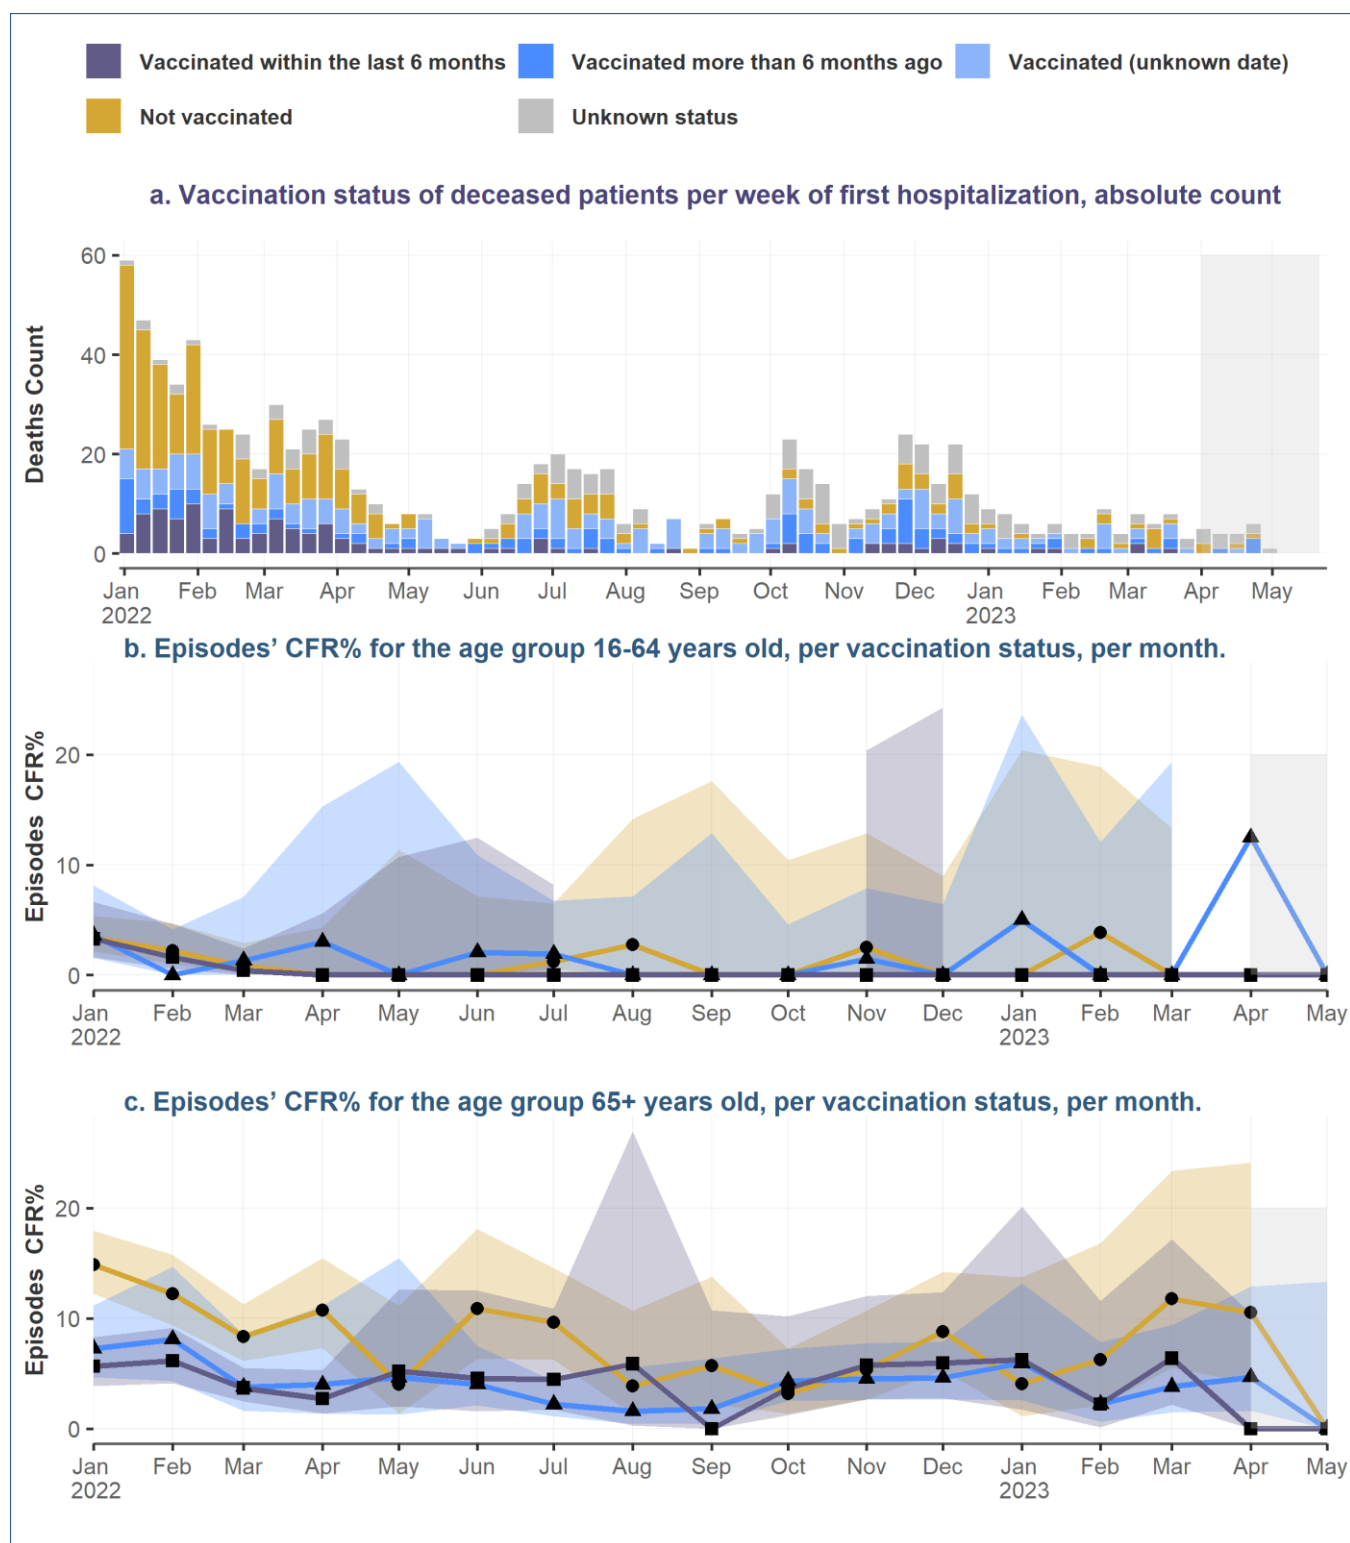 Vaccinated within the last 6 months Vaccinated more than 6 months ago Vaccinated (unknown date)
Not vaccinated Unknown status
a. Vaccination status of deceased patients per week of first hospitalization, absolute count
Deaths Count
60
40
20
0
Jan Feb Mar Apr May Jun Jul Aug Sep Oct Nov Dec Jan Feb Mar Apr May
2022 2023
b. Episodes’ CFR% for the age group 16-64 years old, per vaccination status, per month.
Episodes CFR%
20
10
0
Jan Feb Mar Apr May Jun Jul Aug Sep Oct Nov Dec Jan Feb Mar Apr May
2022 2023
c. Episodes’ CFR% for the age group 65+ years old, per vaccination status, per month.
Episodes CFR%
20
10
0
Jan Feb Mar Apr May Jun Jul Aug Sep Oct Nov Dec Jan Feb Mar Apr May
2022 2023